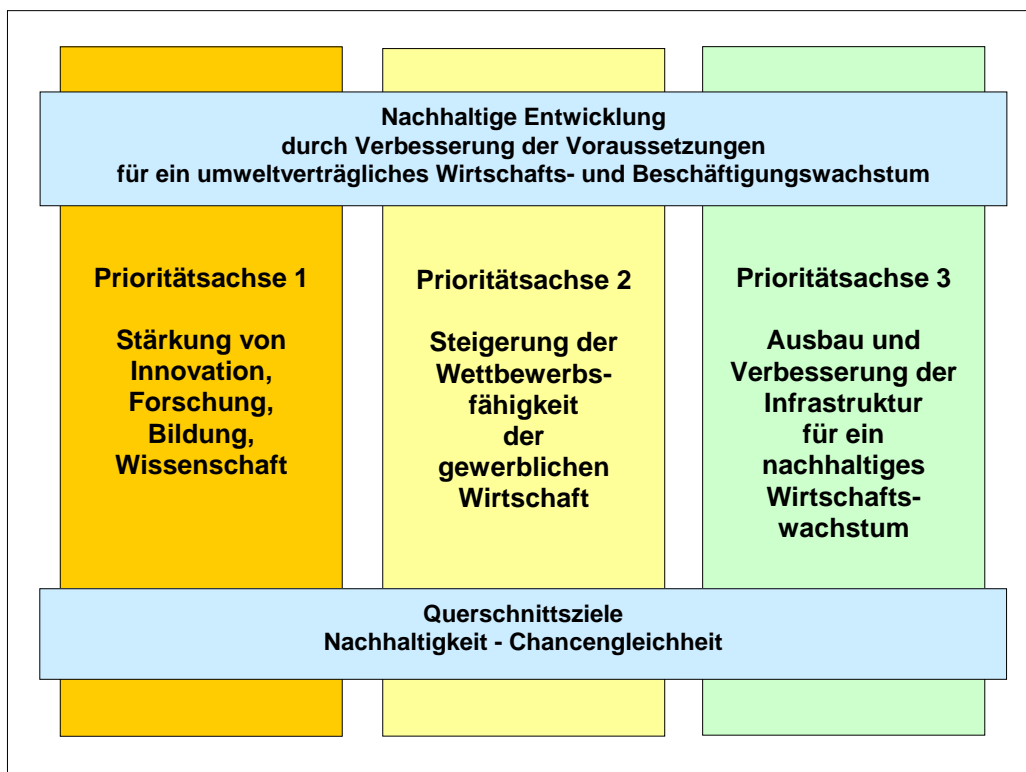 Nachhaltige Entwicklung
durch Verbesserung der Voraussetzungen
für ein umweltverträgliches Wirtschafts- und Beschäftigungswachstum
Prioritätsachse 1
Stärkung von
Innovation,
Forschung,
Bildung,
Wissenschaft
Prioritätsachse 2
Steigerung der
Wettbewerbs-
fähigkeit
der
gewerblichen
Wirtschaft
Prioritätsachse 3
Ausbau und
Verbesserung der
Infrastruktur
für ein
nachhaltiges
Wirtschafts-
wachstum
Querschnittsziele
Nachhaltigkeit - Chancengleichheit